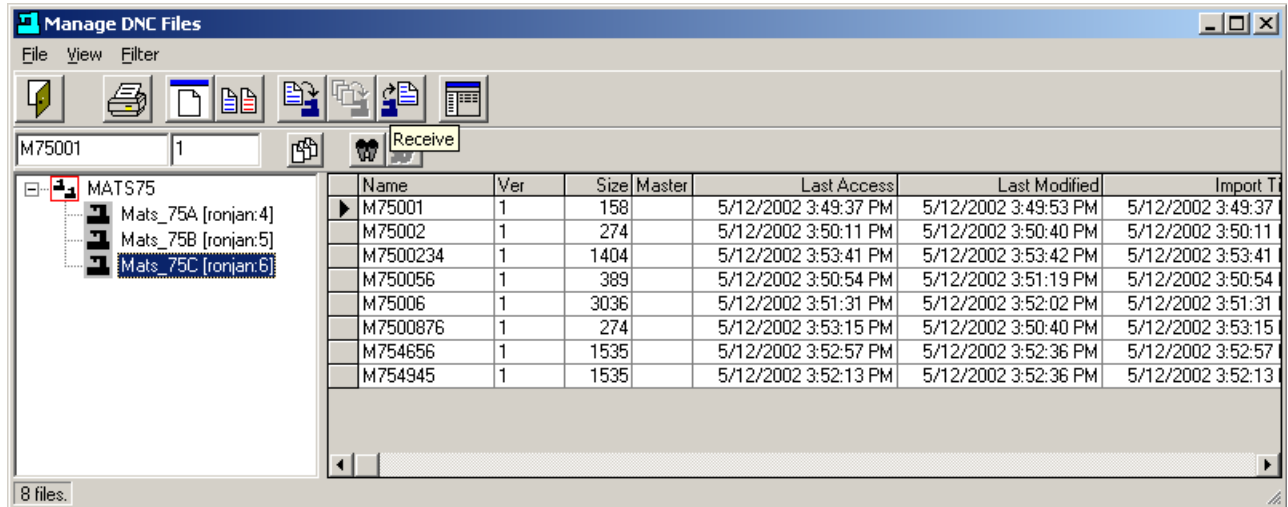 Manage DNC Files
File View Filter
Receive
M75001 1
MATS75
Mats_75A [ronjan:4]
Mats_75B [ronjan:5]
Mats_75C [ronjan:6]
Name Ver Size Master Last Access Last Modified Import Ti
M75001 1 158 5/12/2002 3:49:37 PM 5/12/2002 3:49:53 PM 5/12/2002 3:49:37
M75002 1 274 5/12/2002 3:50:11 PM 5/12/2002 3:50:40 PM 5/12/2002 3:50:11
M7500234 1 1404 5/12/2002 3:53:41 PM 5/12/2002 3:53:42 PM 5/12/2002 3:53:41
M750056 1 389 5/12/2002 3:50:54 PM 5/12/2002 3:51:19 PM 5/12/2002 3:50:54
M75006 1 3036 5/12/2002 3:51:31 PM 5/12/2002 3:52:02 PM 5/12/2002 3:51:31
M7500876 1 274 5/12/2002 3:53:15 PM 5/12/2002 3:50:40 PM 5/12/2002 3:53:15
M754656 1 1535 5/12/2002 3:52:57 PM 5/12/2002 3:52:36 PM 5/12/2002 3:52:57
M754945 1 1535 5/12/2002 3:52:13 PM 5/12/2002 3:52:36 PM 5/12/2002 3:52:13
8 files.